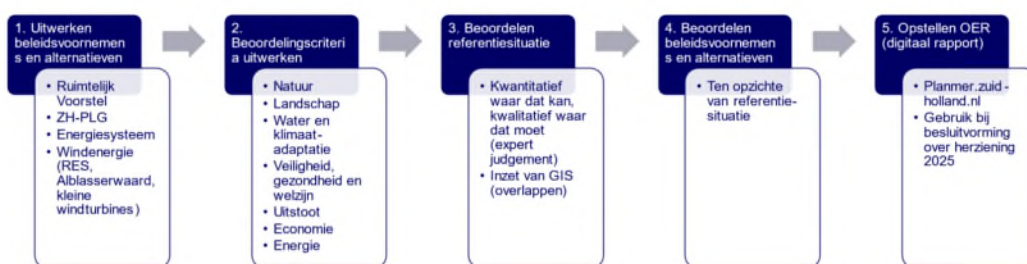 1. Uitwerken
beleidsvoornemen
s en alternatieven
• Ruimtelijk
Voorstel
• ZH-PLG
• Energiesysteem
• Windenergie
(RES,
Alblasserwaard,
kleine
windturbines)
2.
Beoordelingscriteri
a uitwerken
• Natuur
• Landschap
• Water en
klimaat-
adaptatie
• Veiligheid,
gezondheid en
welzijn
• Uitstoot
• Economie
• Energie
3. Beoordelen
referentiesituatie
• Kwantitatief
waar dat kan,
kwalitatief waar
dat moet
(expert
judgement)
• Inzet van GIS
(overlappen)
4. Beoordelen
beleidsvoornemen
s en alternatieven
• Ten opzichte
van referentie-
situatie
5. Opstellen OER
(digitaal rapport)
• Planmer.zuid-
holland.nl
• Gebruik bij
besluitvorming
over herziening
2025